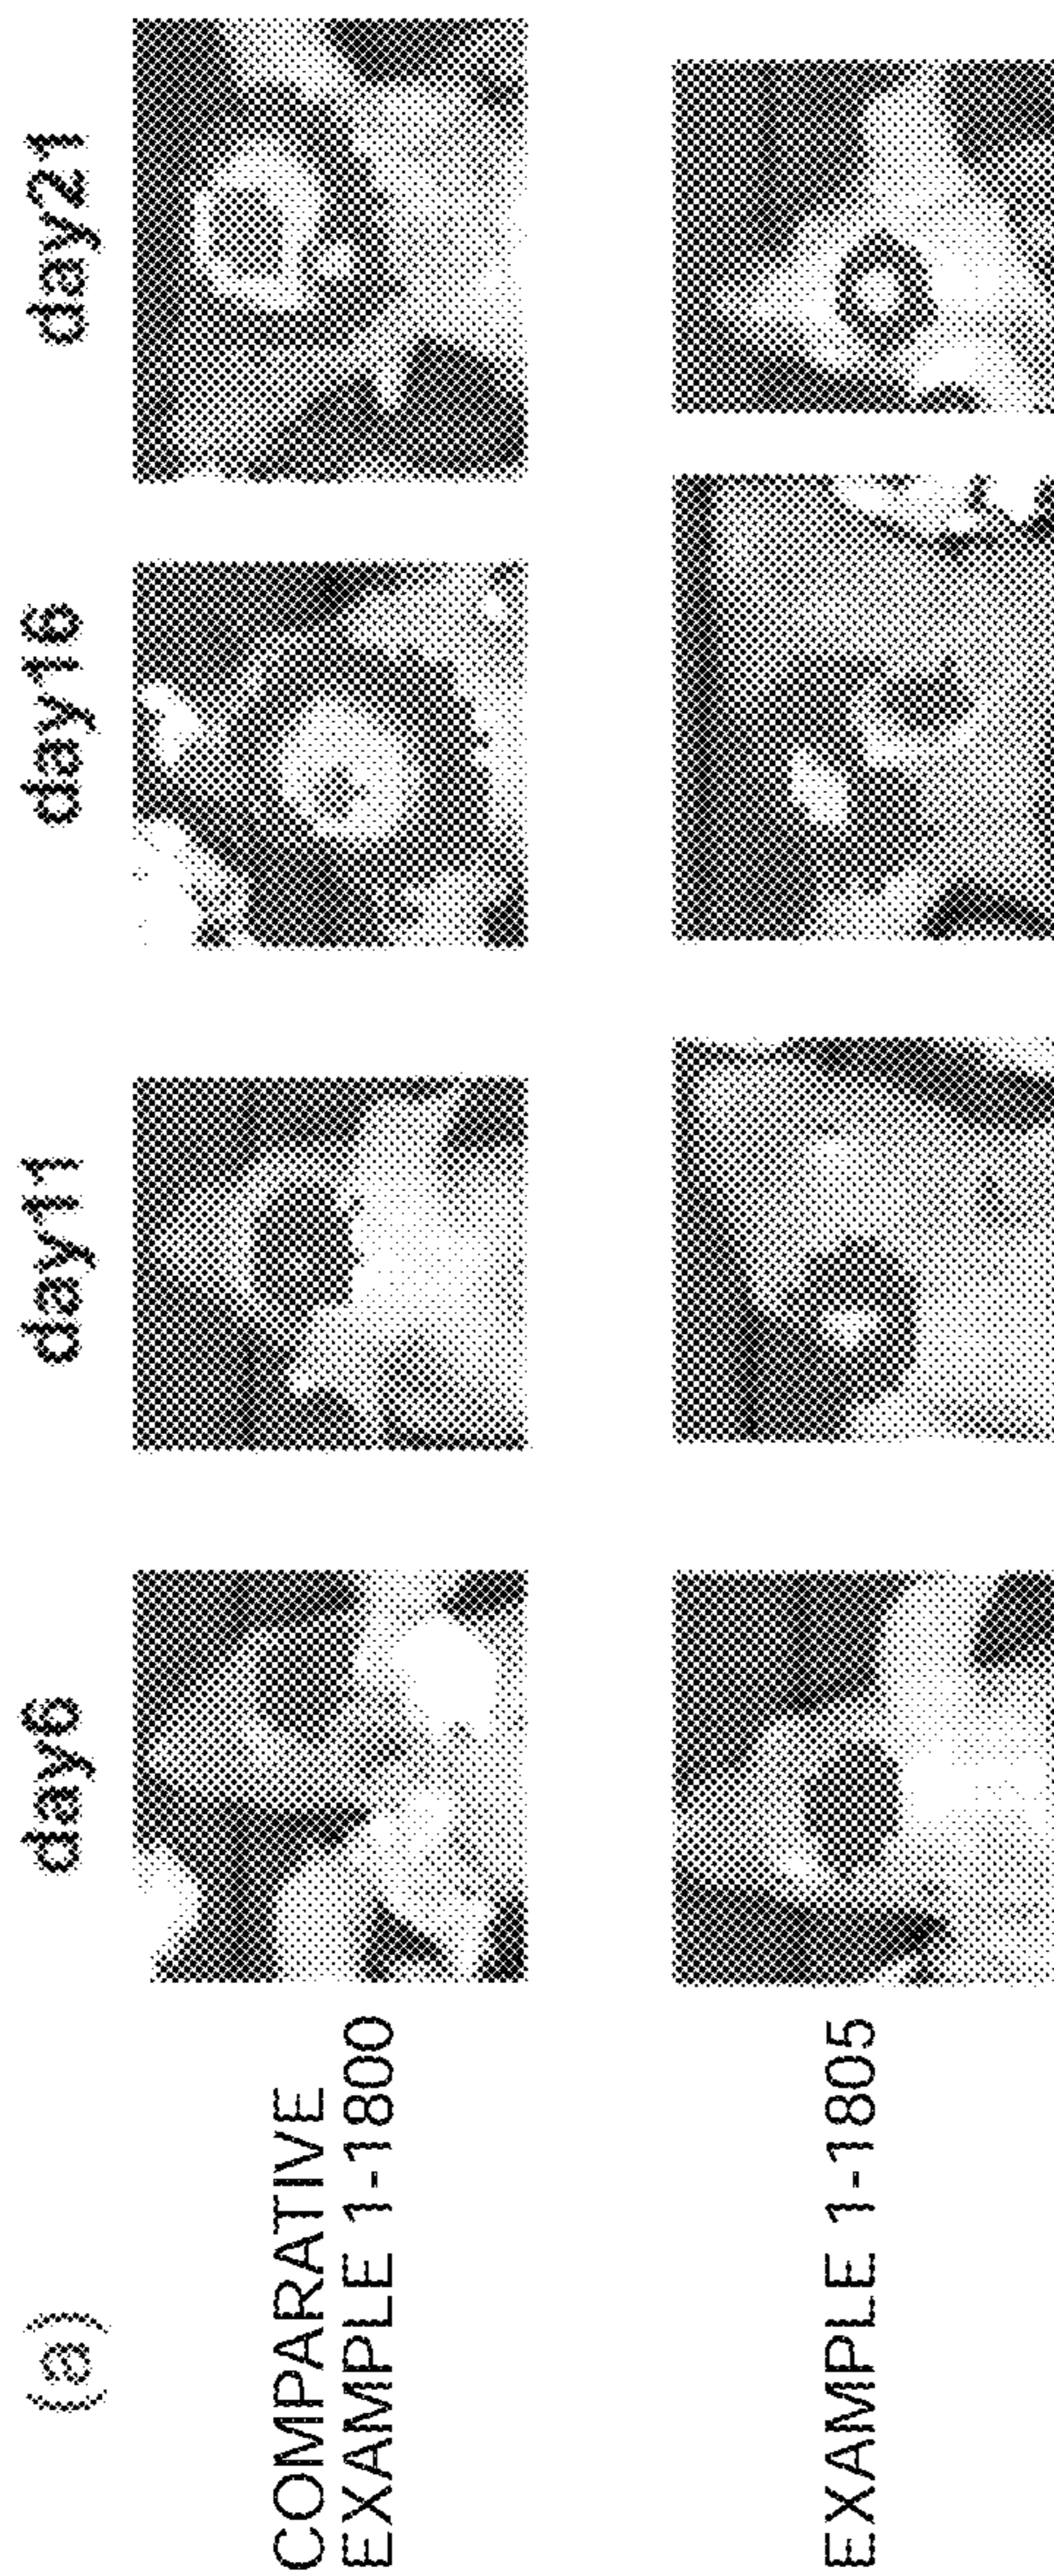 (a)
day6 day11 day16 day21
COMPARATIVE
EXAMPLE 1-1800
EXAMPLE 1-1805